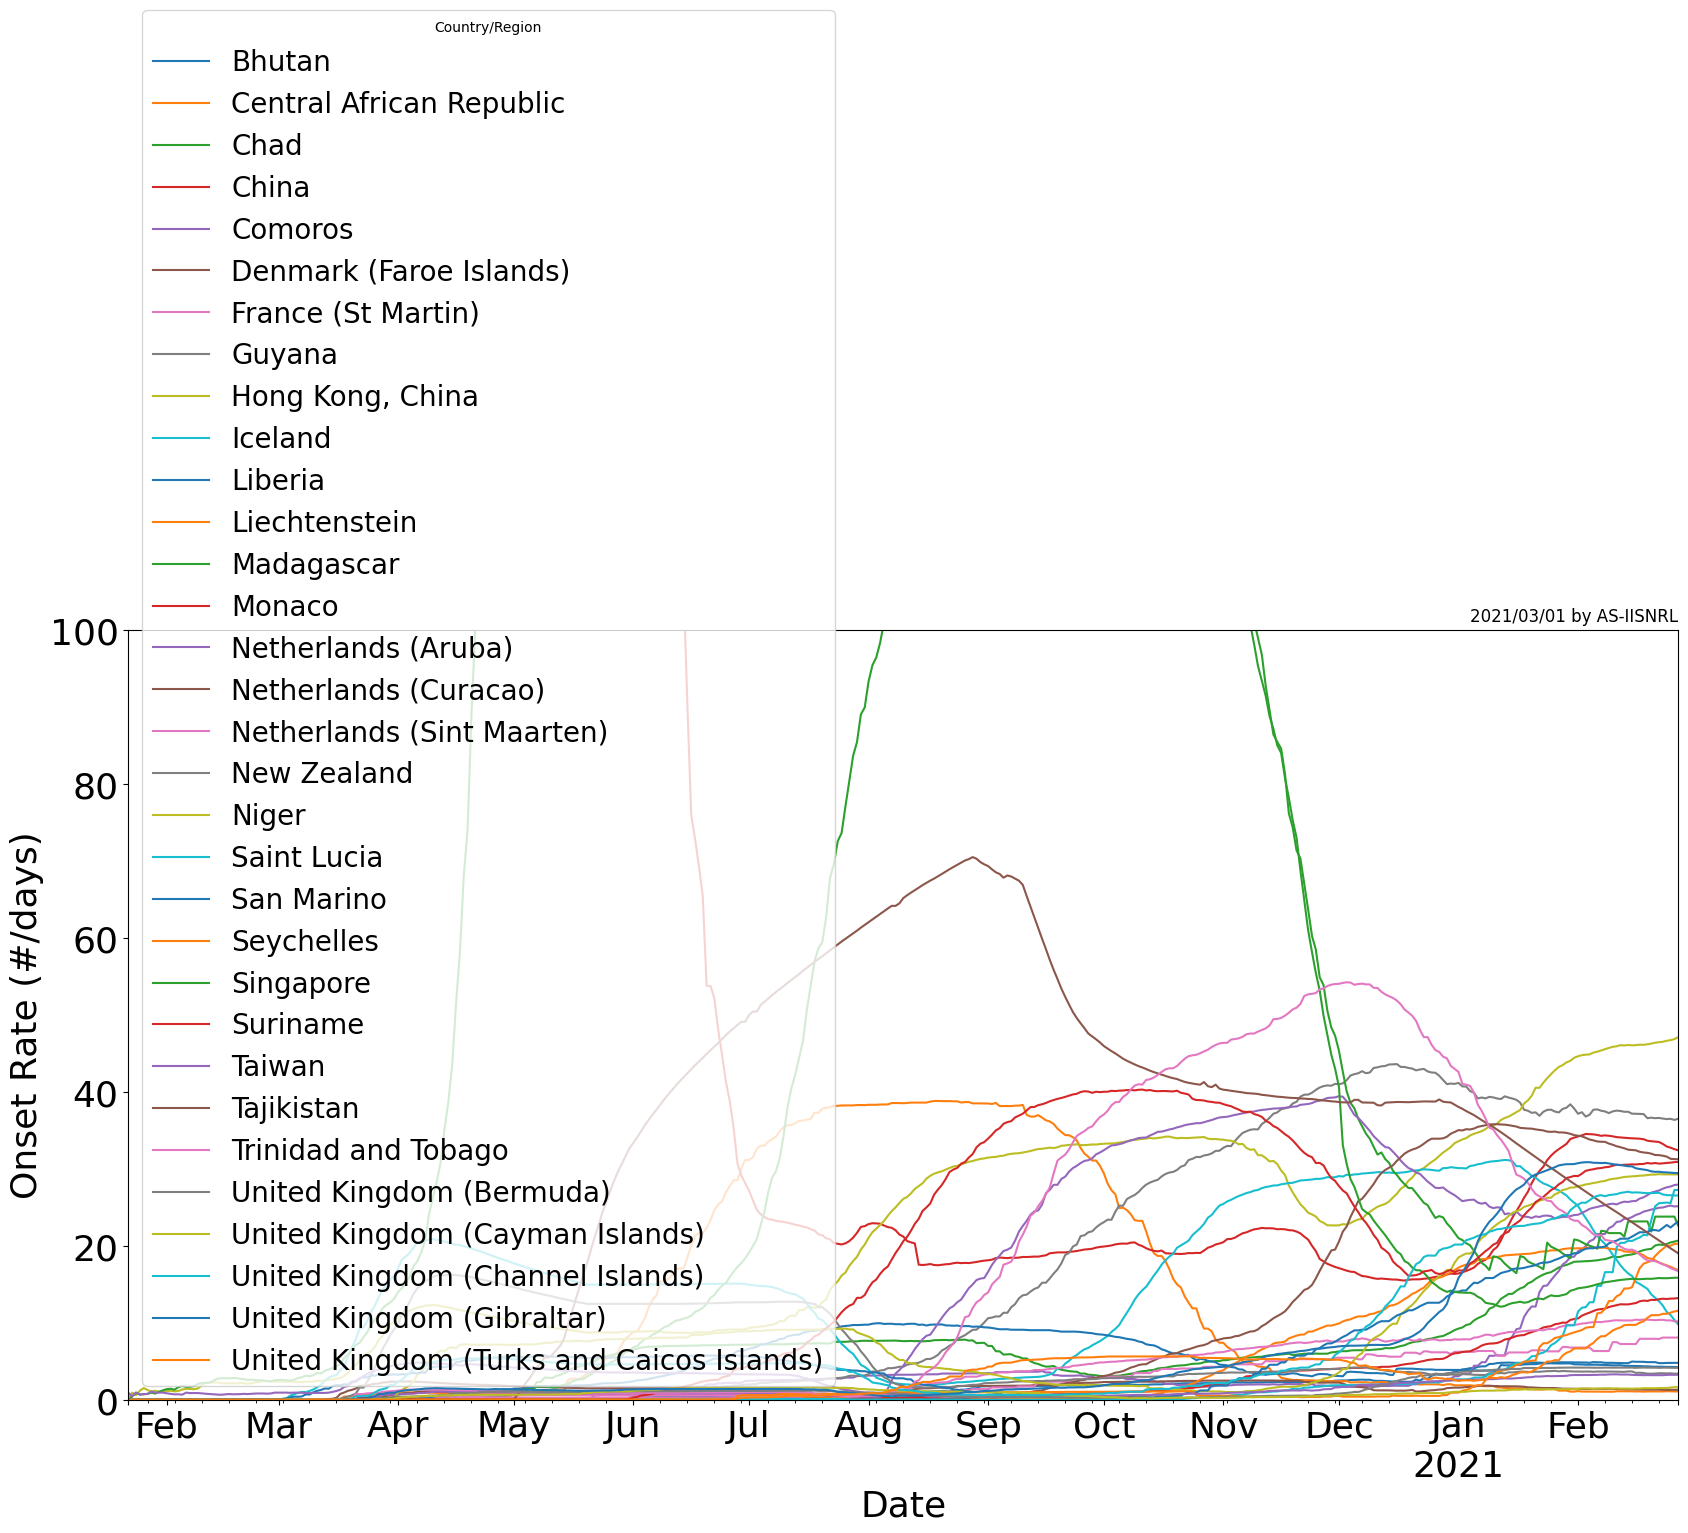 Country/Region
Bhutan
Central African Republic
Chad
China
Comoros
Denmark (Faroe Islands)
France (St Martin)
Guyana
Hong Kong, China
Iceland
Liberia
Liechtenstein
Madagascar
Monaco
Netherlands (Aruba)
Netherlands (Curacao)
Netherlands (Sint Maarten)
New Zealand
Niger
Saint Lucia
San Marino
Seychelles
Singapore
Suriname
Taiwan
Tajikistan
Trinidad and Tobago
United Kingdom (Bermuda)
United Kingdom (Cayman Islands)
United Kingdom (Channel Islands)
United Kingdom (Gibraltar)
United Kingdom (Turks and Caicos Islands)
2021/03/01 by AS-IISNRL
100
80
60
40
20
0
Onset Rate (#/days)
Feb Mar Apr May Jun Jul Aug Sep Oct Nov Dec Jan Feb
2021
Date